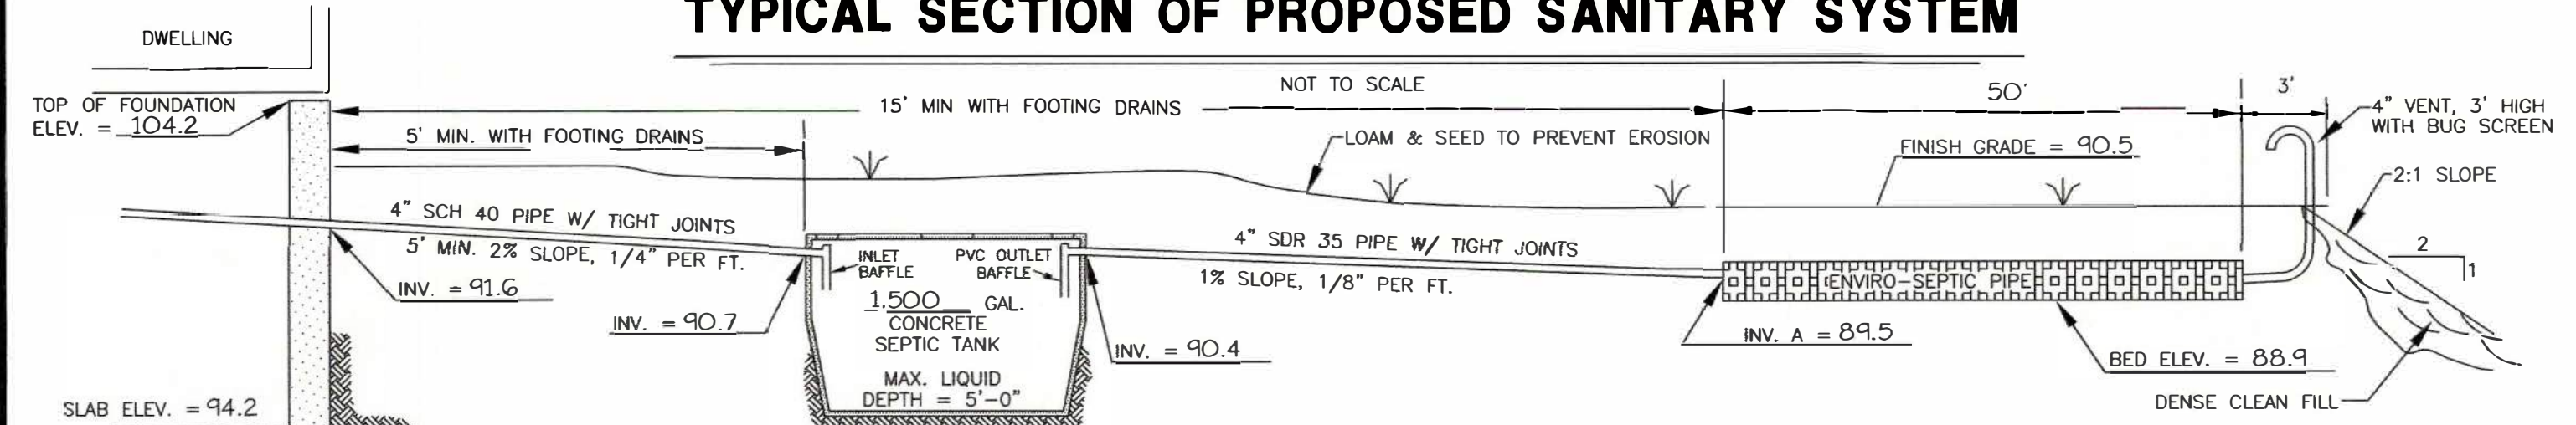 TYPICAL SECTION OF PROPOSED SANITARY SYSTEM
NOT TO SCALE
DWELLING
TOP OF FOUNDATION
ELEV. = 104.2
15' MIN WITH FOOTING DRAINS
50'
3'
4" VENT, 3' HIGH
WITH BUG SCREEN
5' MIN. WITH FOOTING DRAINS
LOAM & SEED TO PREVENT EROSION
FINISH GRADE = 90.5
2:1 SLOPE
4" SCH 40 PIPE W/ TIGHT JOINTS
5' MIN. 2% SLOPE, 1/4" PER FT.
INLET
BAFFLE
PVC OUTLET
BAFFLE
4" SDR 35 PIPE W/ TIGHT JOINTS
1% SLOPE, 1/8" PER FT.
ENVIRO-SEPTIC PIPE
2
1
INV. = 91.6
INV. = 90.7
1,500 GAL.
CONCRETE
SEPTIC TANK
MAX. LIQUID
DEPTH = 5'-0"
INV. = 90.4
INV. A = 89.5
BED ELEV. = 88.9
DENSE CLEAN FILL
SLAB ELEV. = 94.2